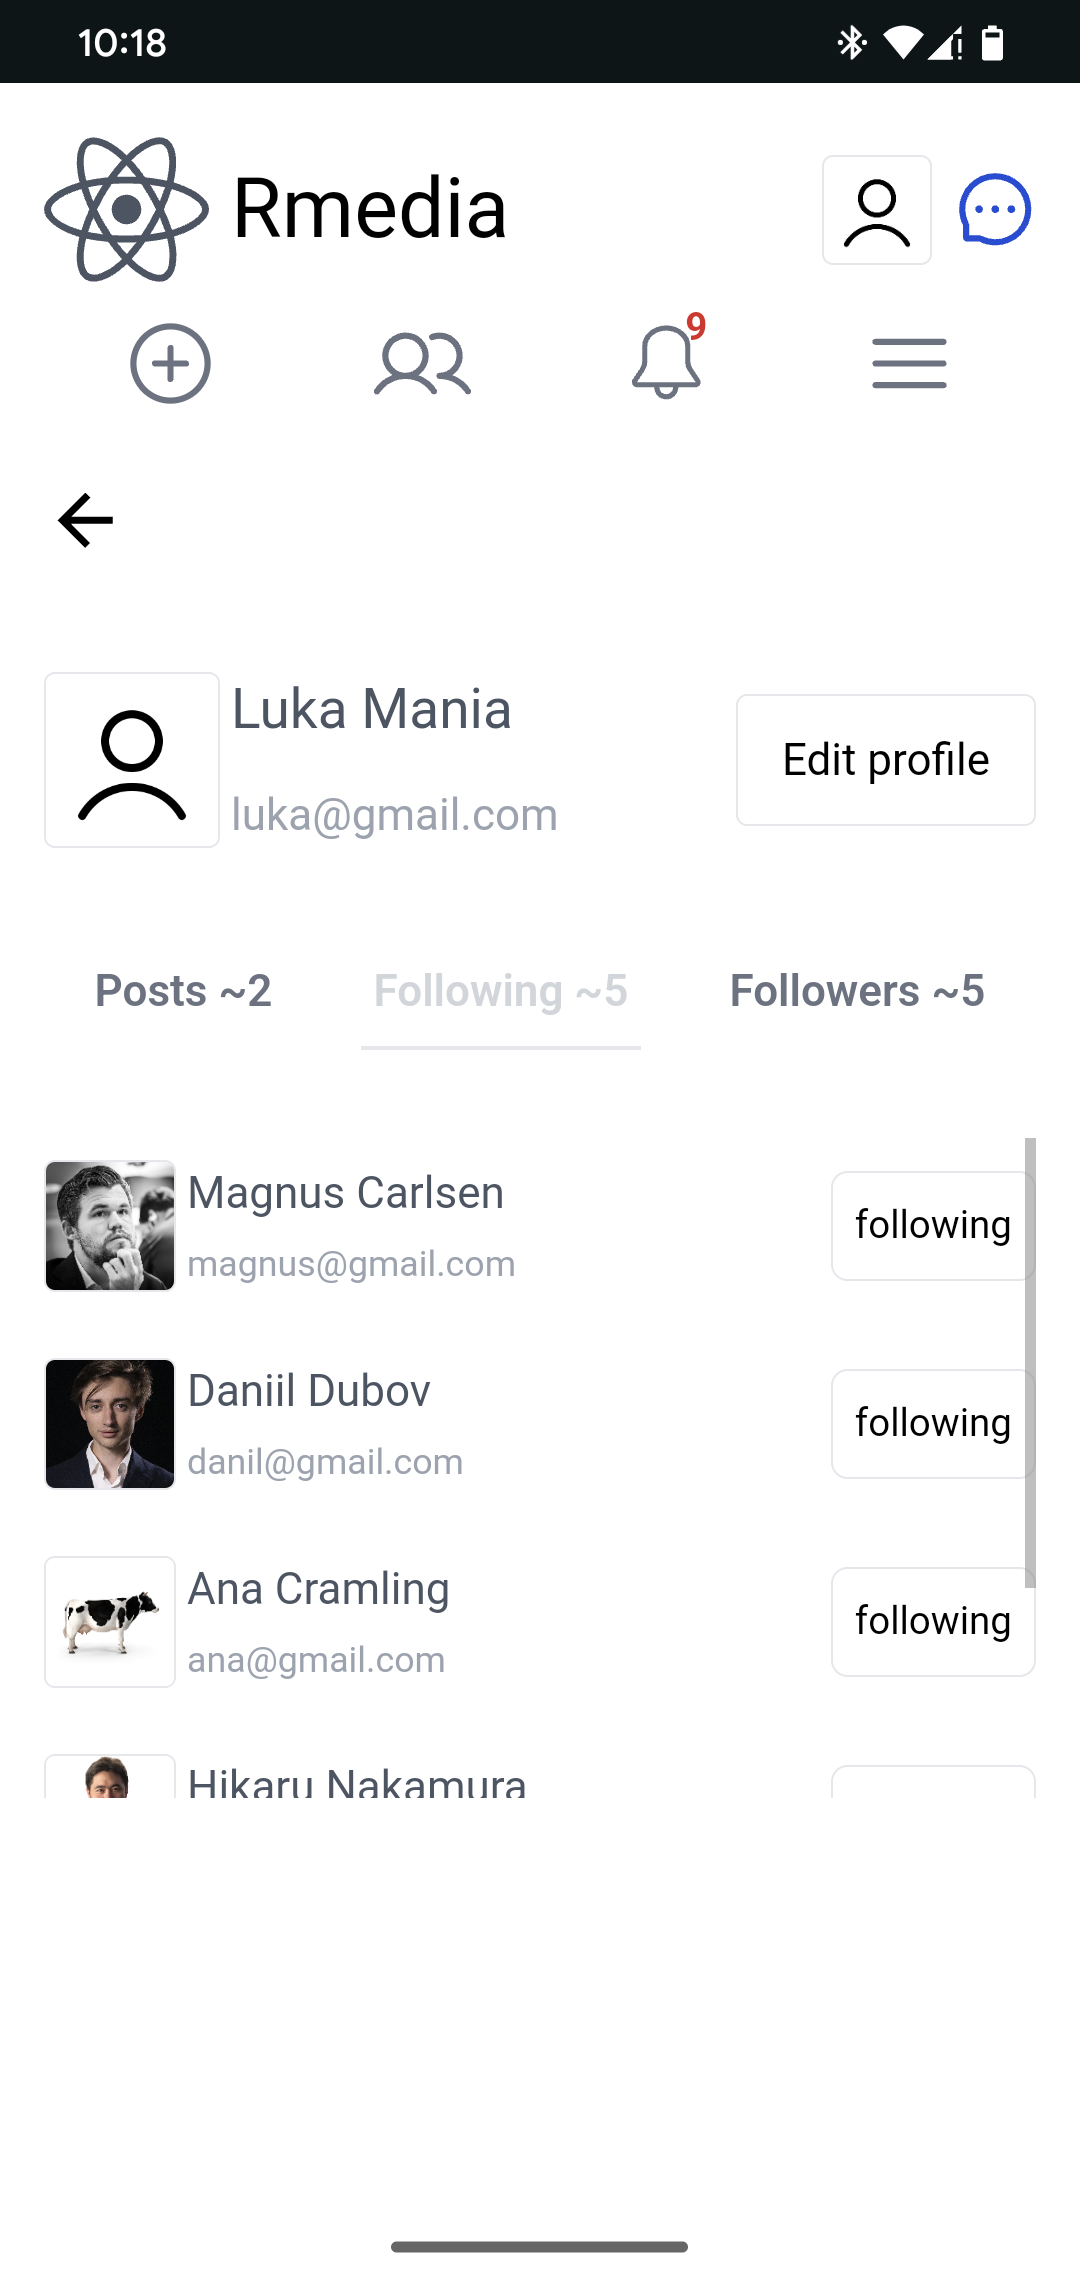 10:18
Rmedia
9
Luka Mania
luka@gmail.com
Edit profile
Posts ~2
Following ~5
Followers ~5
Magnus Carlsen
magnus@gmail.com
following
Daniil Dubov
danil@gmail.com
following
Ana Cramling
ana@gmail.com
following
Hikaru Nakamura